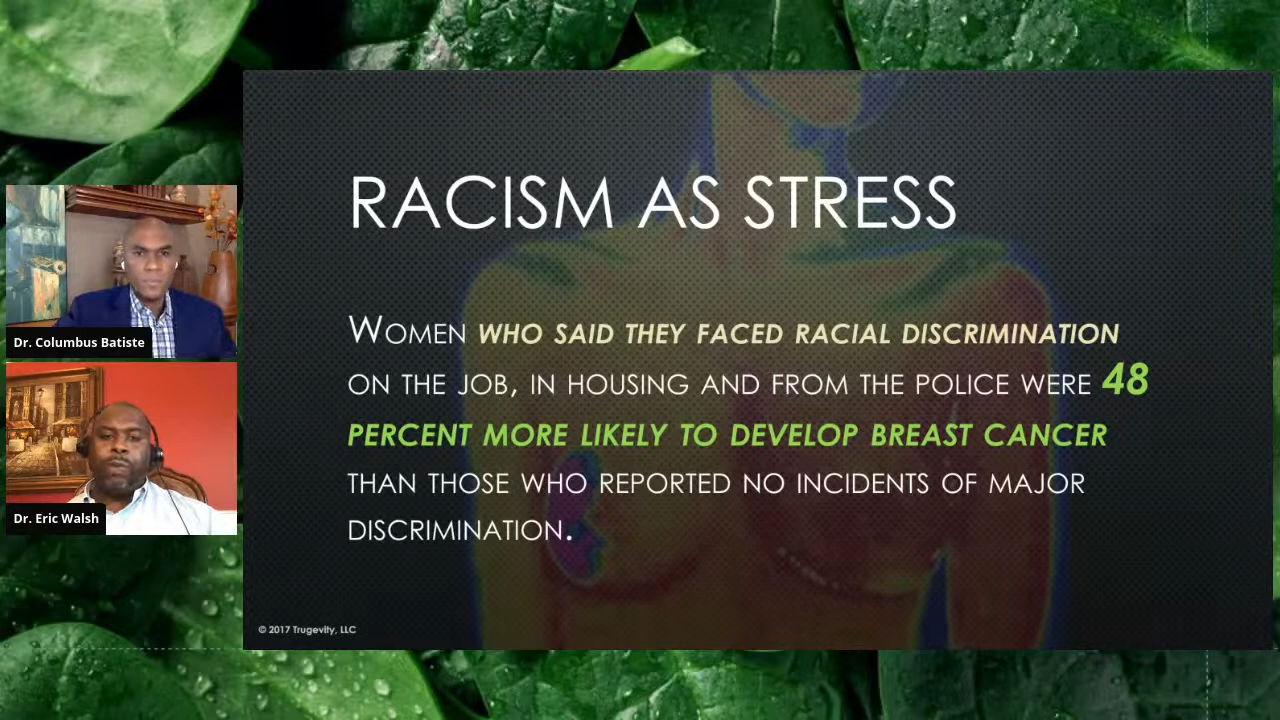 RACISM AS STRESS
WOMEN WHO SAID THEY FACED RACIAL DISCRIMINATION
ON THE JOB, IN HOUSING AND FROM THE POLICE WERE 48
PERCENT MORE LIKELY TO DEVELOP BREAST CANCER
THAN THOSE WHO REPORTED NO INCIDENTS OF MAJOR
DISCRIMINATION.
© 2017 Trugevity, LLC
Dr. Columbus Batiste
Dr. Eric Walsh